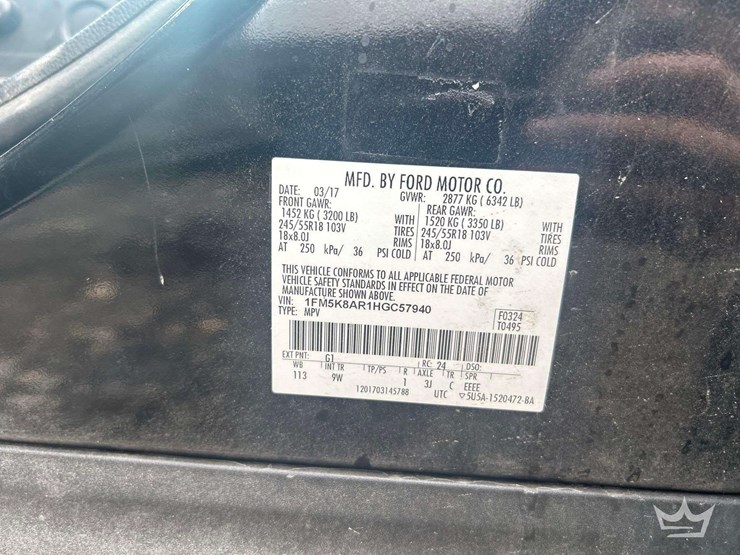 MFD. BY FORD MOTOR CO.
DATE: 03/17 GVWR: 2877 KG ( 6342 LB)
FRONT GAWR: REAR GAWR:
1452 KG ( 3200 LB) WITH 1520 KG ( 3350 LB) WITH
245/55R18 103V TIRES 245/55R18 103V TIRES
18x8.0J RIMS 18x8.0J RIMS
AT 250 kPa/ 36 PSI COLD AT 250 kPa/ 36 PSI COLD
THIS VEHICLE CONFORMS TO ALL APPLICABLE FEDERAL MOTOR
VEHICLE SAFETY STANDARDS IN EFFECT ON THE DATE OF
MANUFACTURE SHOWN ABOVE.
VIN: 1FM5K8AR1HGC57940
TYPE: MPV
F0324
T0495
EXT PNT: G1 RC: 24 DSO:
WB INT TR TP/PS R AXLE TR SPR
113 9W 1 3J C EEEE
1201703145788 UTC ▽5U5A-1520472-BA